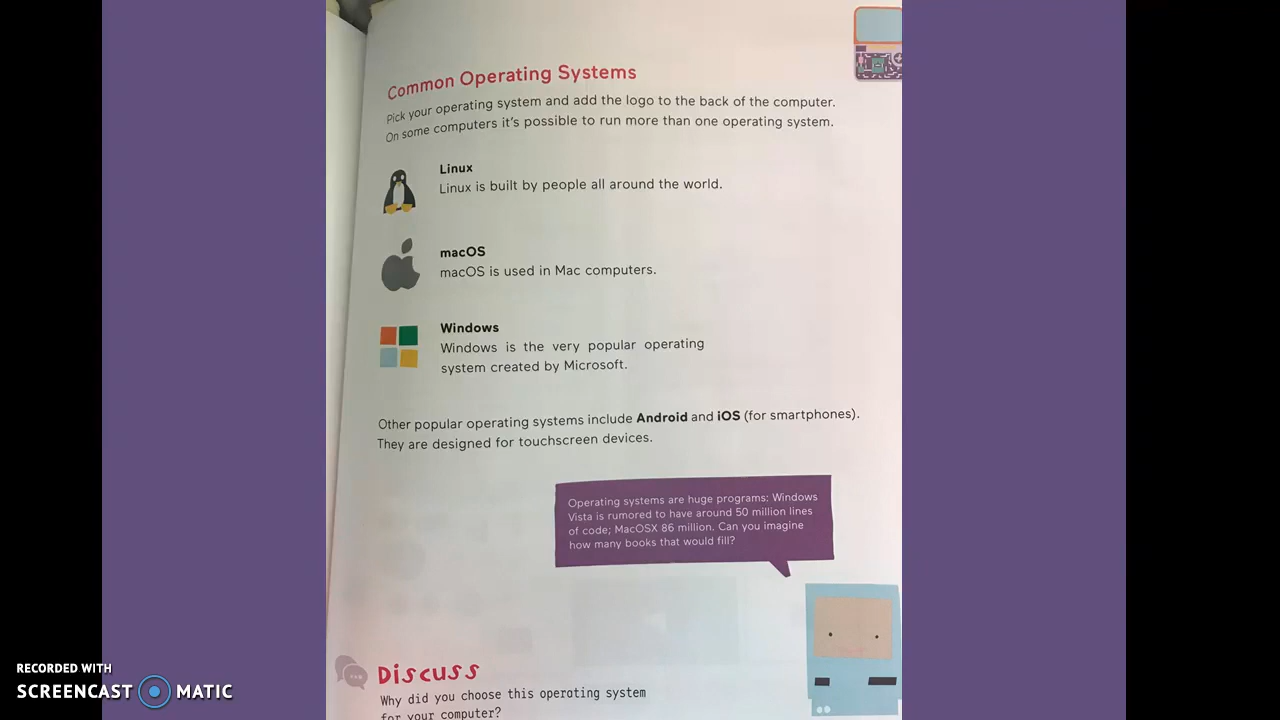 Common Operating Systems
Pick your operating system and add the logo to the back of the computer.
On some computers it's possible to run more than one operating system.
Linux
Linux is built by people all around the world.
macOS
macOS is used in Mac computers.
Windows
Windows is the very popular operating
system created by Microsoft.
Other popular operating systems include Android and iOS (for smartphones).
They are designed for touchscreen devices.
Operating systems are huge programs: Windows
Vista is rumored to have around 50 million lines
of code; MacOSX 86 million. Can you imagine
how many books that would fill?
Discuss
Why did you choose this operating system
for your computer?
RECORDED WITH
SCREENCAST MATIC